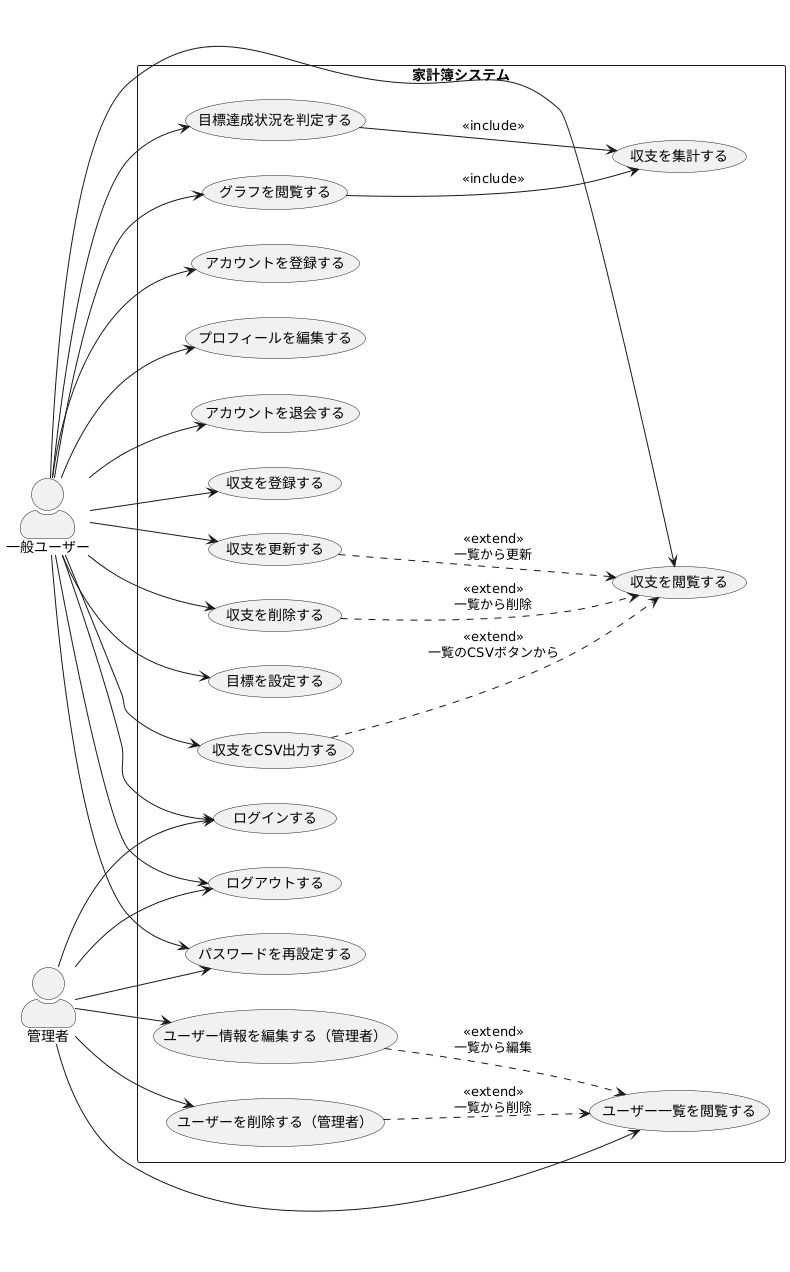 家計簿システム
目標達成状況を判定する
«include»
収支を集計する
グラフを閲覧する
«include»
アカウントを登録する
プロフィールを編集する
アカウントを退会する
収支を登録する
一般ユーザー
収支を更新する
«extend»
一覧から更新
収支を閲覧する
収支を削除する
«extend»
一覧から削除
目標を設定する
«extend»
一覧のCSVボタンから
収支をCSV出力する
ログインする
ログアウトする
パスワードを再設定する
管理者
ユーザー情報を編集する（管理者）
«extend»
一覧から編集
ユーザーを削除する（管理者）
«extend»
一覧から削除
ユーザー一覧を閲覧する